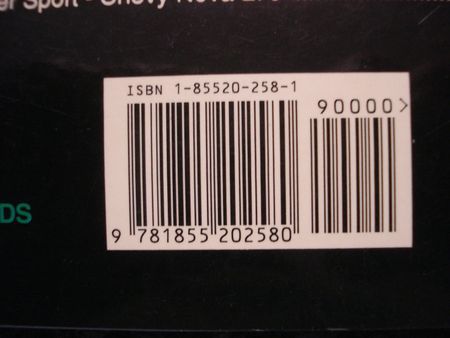 Sport - Chevy Nova
ISBN 1-85520-258-1
90000>
DS
9 781855 202580